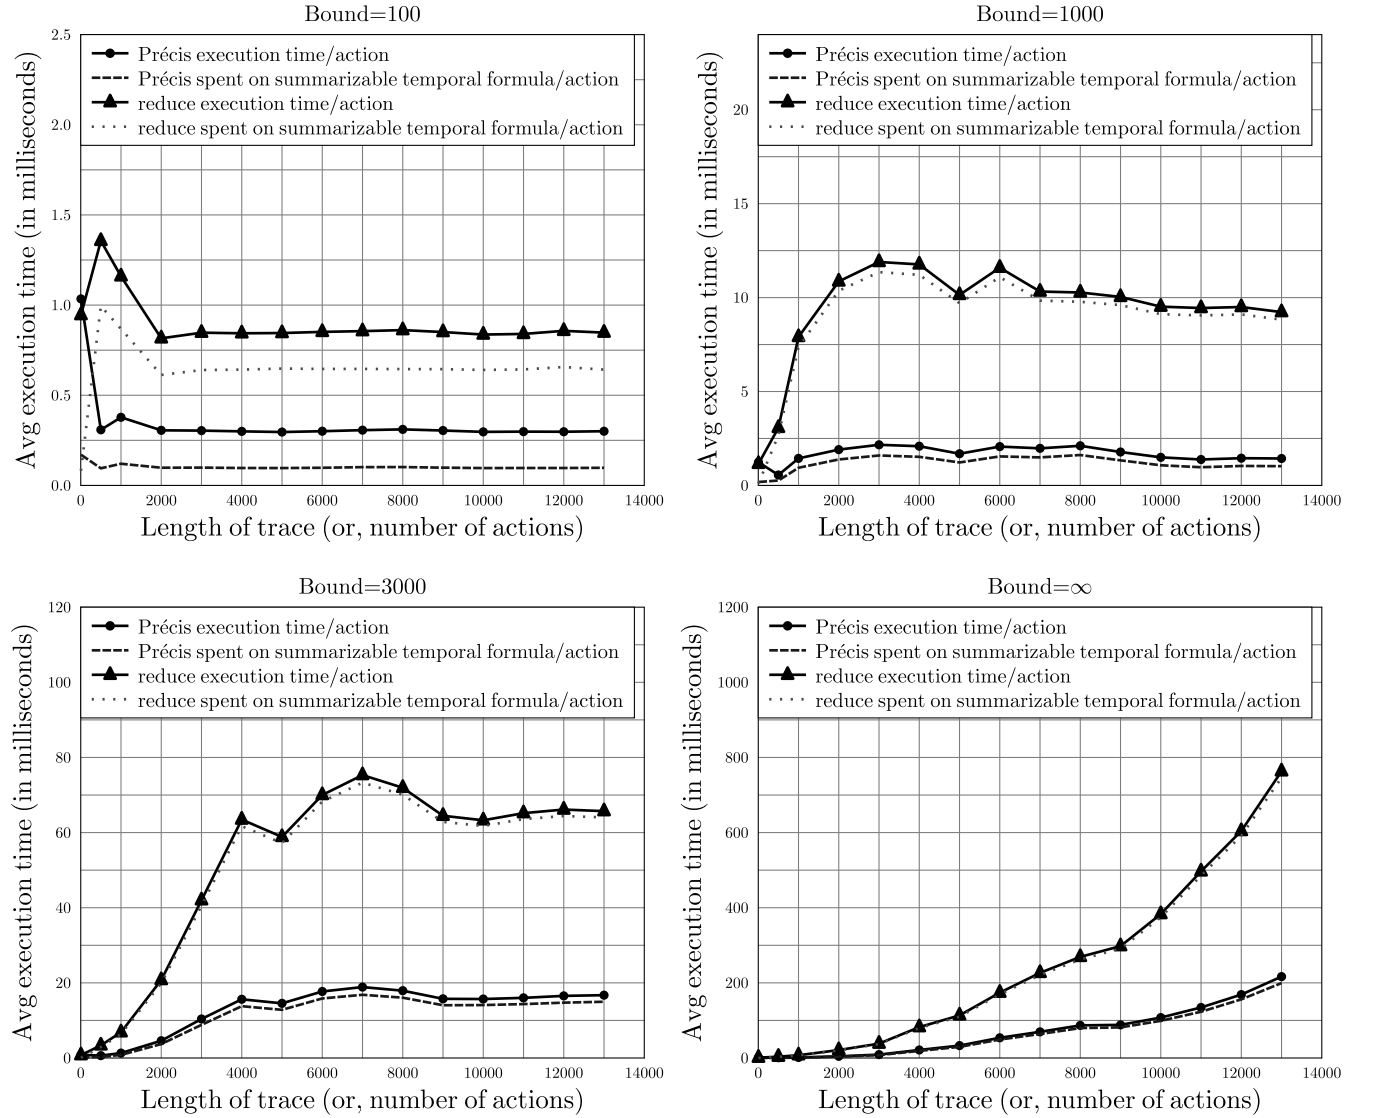 Bound=100
Avg execution time (in milliseconds)
2.5
2.0
1.5
1.0
0.5
0.0
Précis execution time/action
Précis spent on summarizable temporal formula/action
reduce execution time/action
reduce spent on summarizable temporal formula/action
0 2000 4000 6000 8000 10000 12000 14000
Length of trace (or, number of actions)
Bound=1000
Avg execution time (in milliseconds)
20
15
10
5
0
Précis execution time/action
Précis spent on summarizable temporal formula/action
reduce execution time/action
reduce spent on summarizable temporal formula/action
0 2000 4000 6000 8000 10000 12000 14000
Length of trace (or, number of actions)
Bound=3000
Avg execution time (in milliseconds)
120
100
80
60
40
20
0
Précis execution time/action
Précis spent on summarizable temporal formula/action
reduce execution time/action
reduce spent on summarizable temporal formula/action
0 2000 4000 6000 8000 10000 12000 14000
Length of trace (or, number of actions)
Bound=∞
Avg execution time (in milliseconds)
1200
1000
800
600
400
200
0
Précis execution time/action
Précis spent on summarizable temporal formula/action
reduce execution time/action
reduce spent on summarizable temporal formula/action
0 2000 4000 6000 8000 10000 12000 14000
Length of trace (or, number of actions)